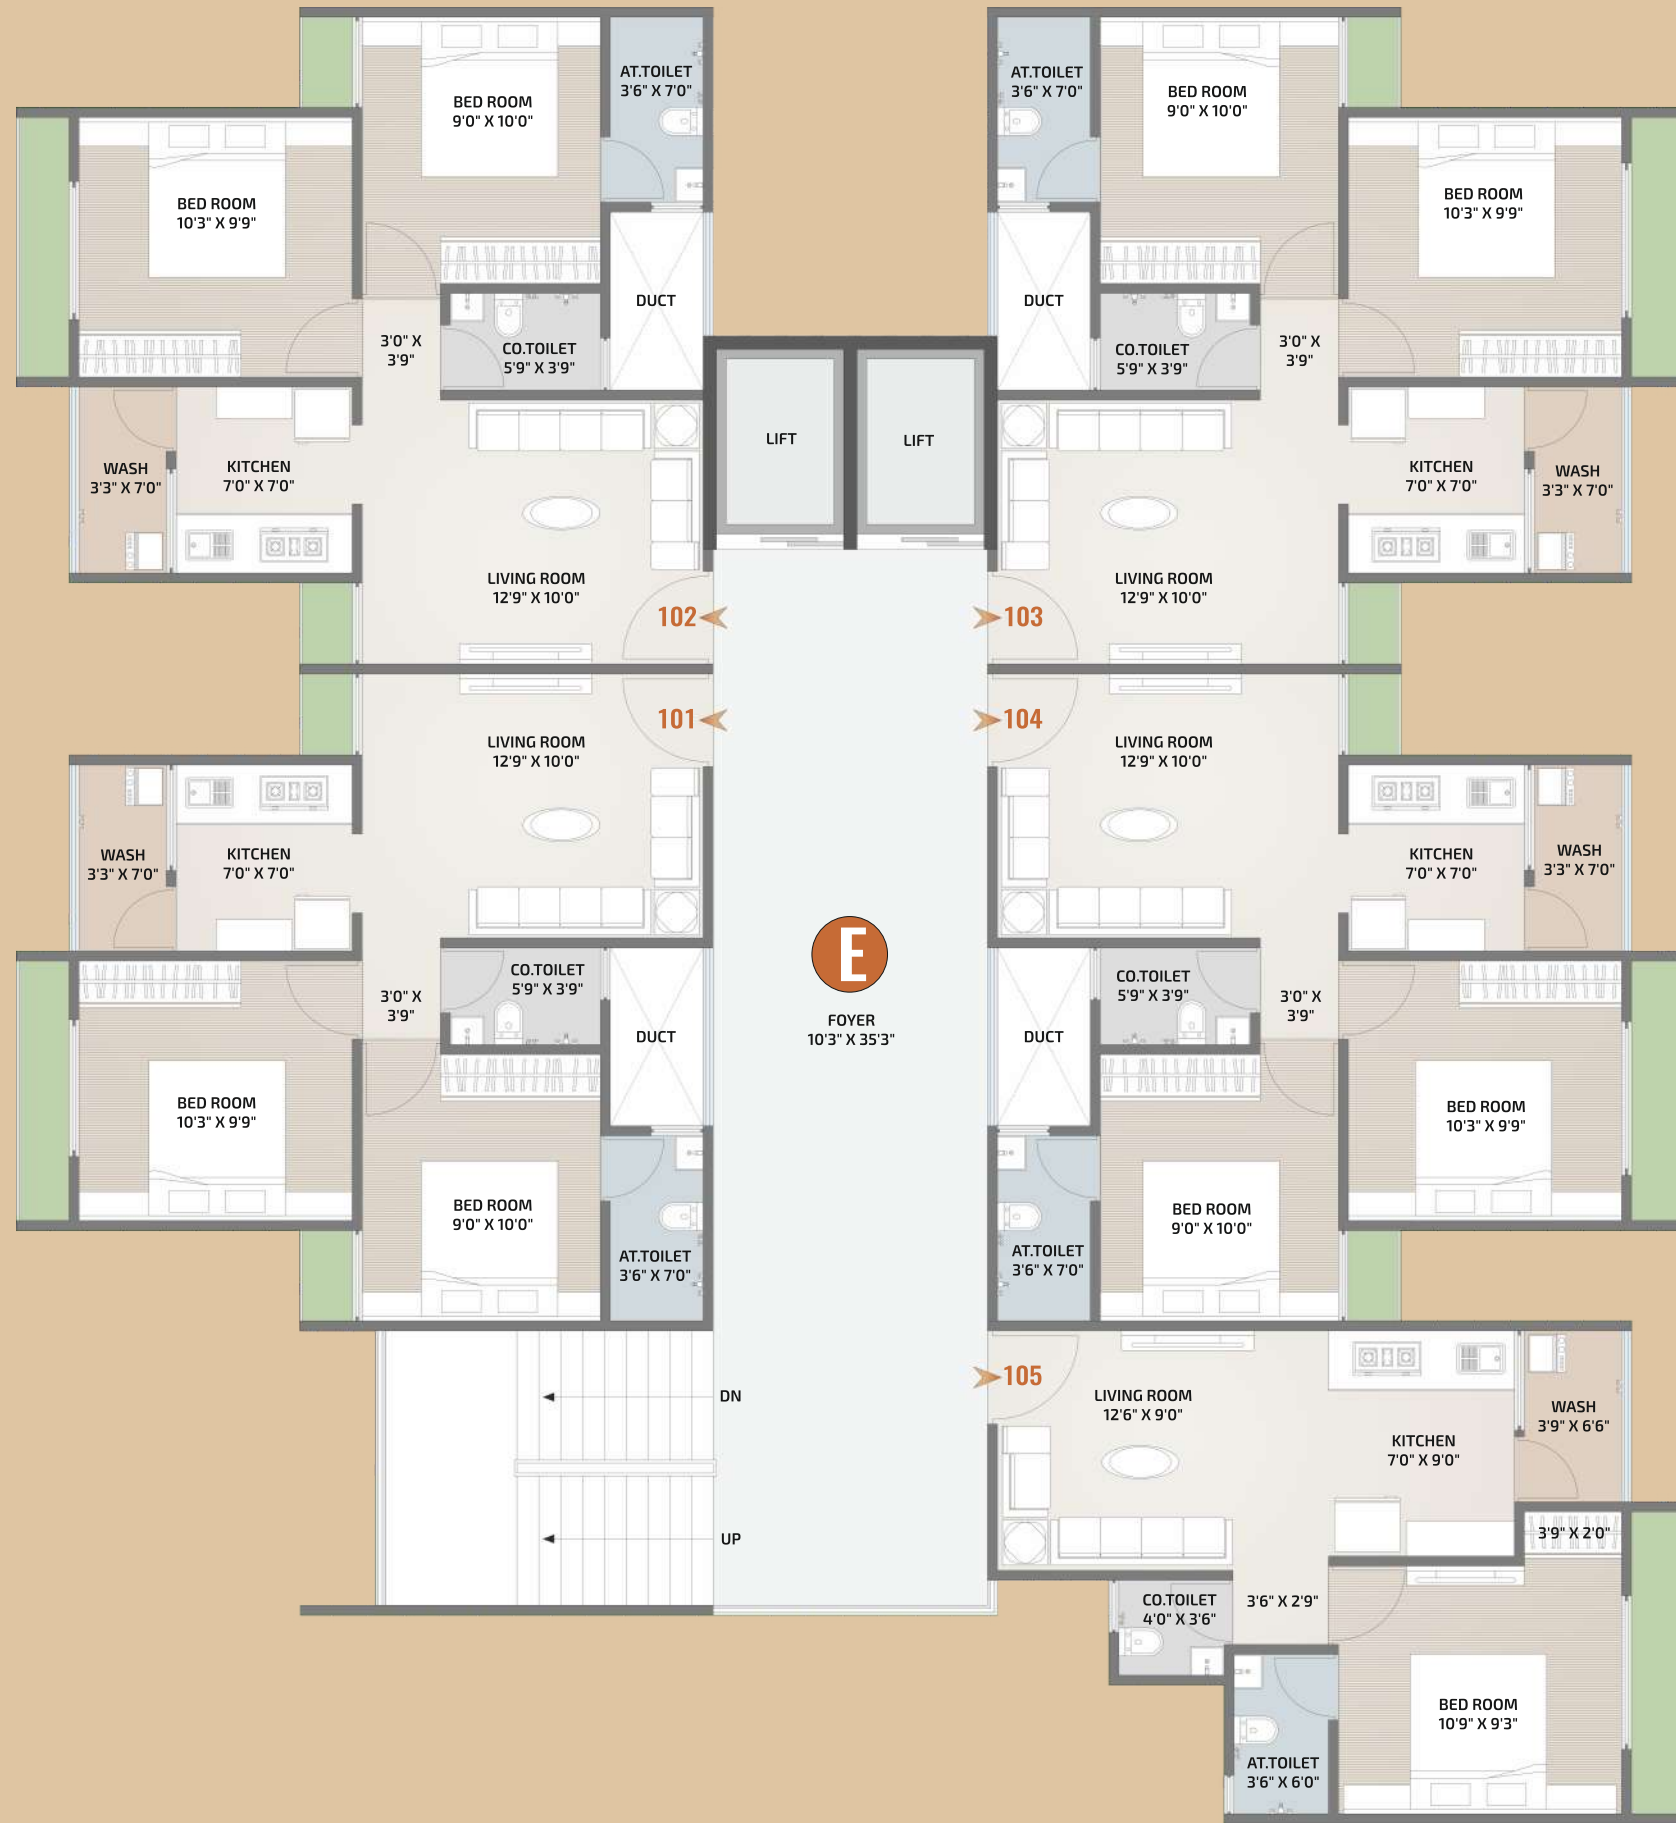 AT.TOILET
3'6" X 7'0"
BED ROOM
9'0" X 10'0"
BED ROOM
10'3" X 9'9"
DUCT
3'0" X
3'9"
CO.TOILET
5'9" X 3'9"
WASH
3'3" X 7'0"
KITCHEN
7'0" X 7'0"
LIVING ROOM
12'9" X 10'0"
102
LIFT
LIFT
AT.TOILET
3'6" X 7'0"
BED ROOM
9'0" X 10'0"
BED ROOM
10'3" X 9'9"
DUCT
CO.TOILET
5'9" X 3'9"
3'0" X
3'9"
KITCHEN
7'0" X 7'0"
WASH
3'3" X 7'0"
LIVING ROOM
12'9" X 10'0"
103
101
LIVING ROOM
12'9" X 10'0"
WASH
3'3" X 7'0"
KITCHEN
7'0" X 7'0"
CO.TOILET
5'9" X 3'9"
3'0" X
3'9"
DUCT
BED ROOM
10'3" X 9'9"
BED ROOM
9'0" X 10'0"
AT.TOILET
3'6" X 7'0"
E
FOYER
10'3" X 35'3"
104
LIVING ROOM
12'9" X 10'0"
KITCHEN
7'0" X 7'0"
WASH
3'3" X 7'0"
CO.TOILET
5'9" X 3'9"
3'0" X
3'9"
DUCT
BED ROOM
10'3" X 9'9"
BED ROOM
9'0" X 10'0"
AT.TOILET
3'6" X 7'0"
DN
UP
105
LIVING ROOM
12'6" X 9'0"
WASH
3'9" X 6'6"
KITCHEN
7'0" X 9'0"
3'9" X 2'0"
CO.TOILET
4'0" X 3'6"
3'6" X 2'9"
BED ROOM
10'9" X 9'3"
AT.TOILET
3'6" X 6'0"